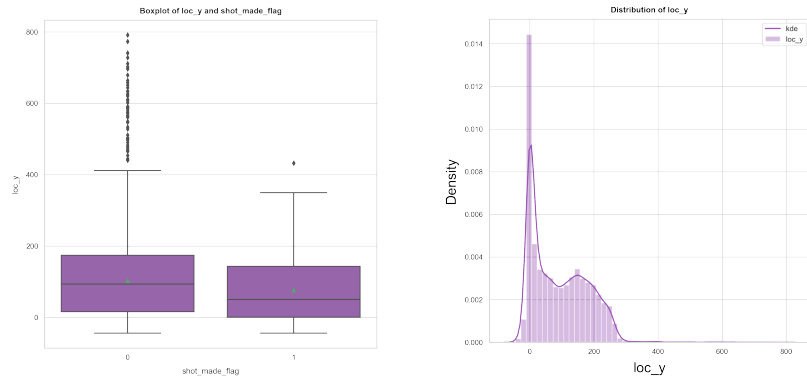 Boxplot of loc_y and shot_made_flag
800
600
400
200
0
loc_y
0
1
shot_made_flag
Distribution of loc_y
kde
loc_y
0.014
0.012
0.010
0.008
0.006
0.004
0.002
0.000
Density
0
200
400
600
800
loc_y